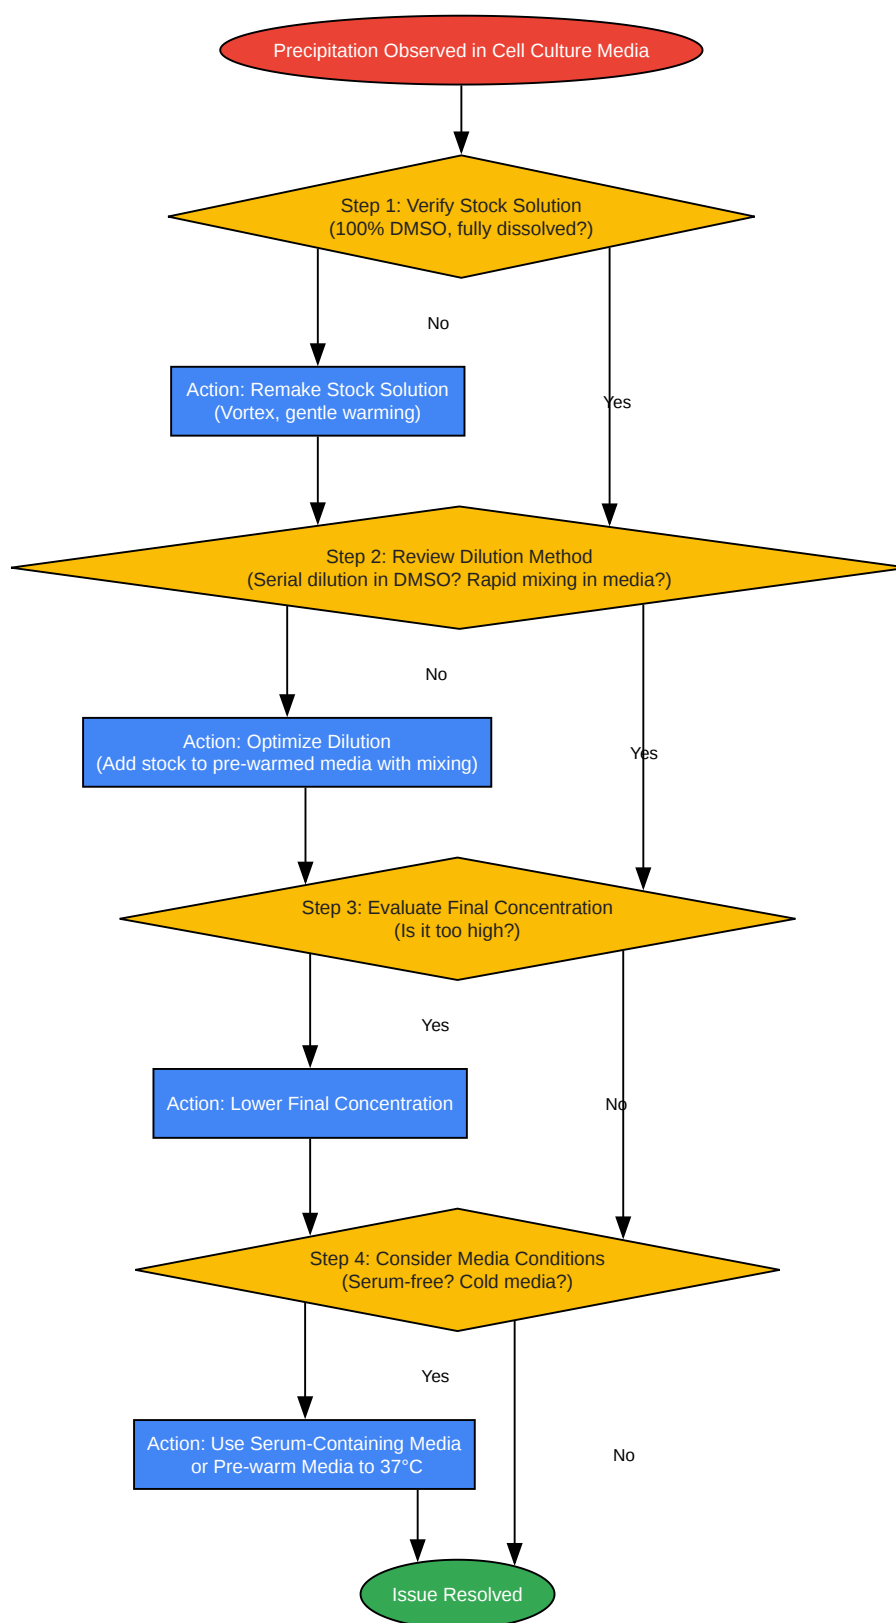 Precipitation Observed in Cell Culture Media
Step 1: Verify Stock Solution
(100% DMSO, fully dissolved?)
No
Action: Remake Stock Solution
(Vortex, gentle warming)
Yes
Step 2: Review Dilution Method
(Serial dilution in DMSO? Rapid mixing in media?)
No
Action: Optimize Dilution
(Add stock to pre-warmed media with mixing)
Yes
Step 3: Evaluate Final Concentration
(Is it too high?)
Yes
Action: Lower Final Concentration
No
Step 4: Consider Media Conditions
(Serum-free? Cold media?)
Yes
Action: Use Serum-Containing Media
or Pre-warm Media to 37°C
No
Issue Resolved